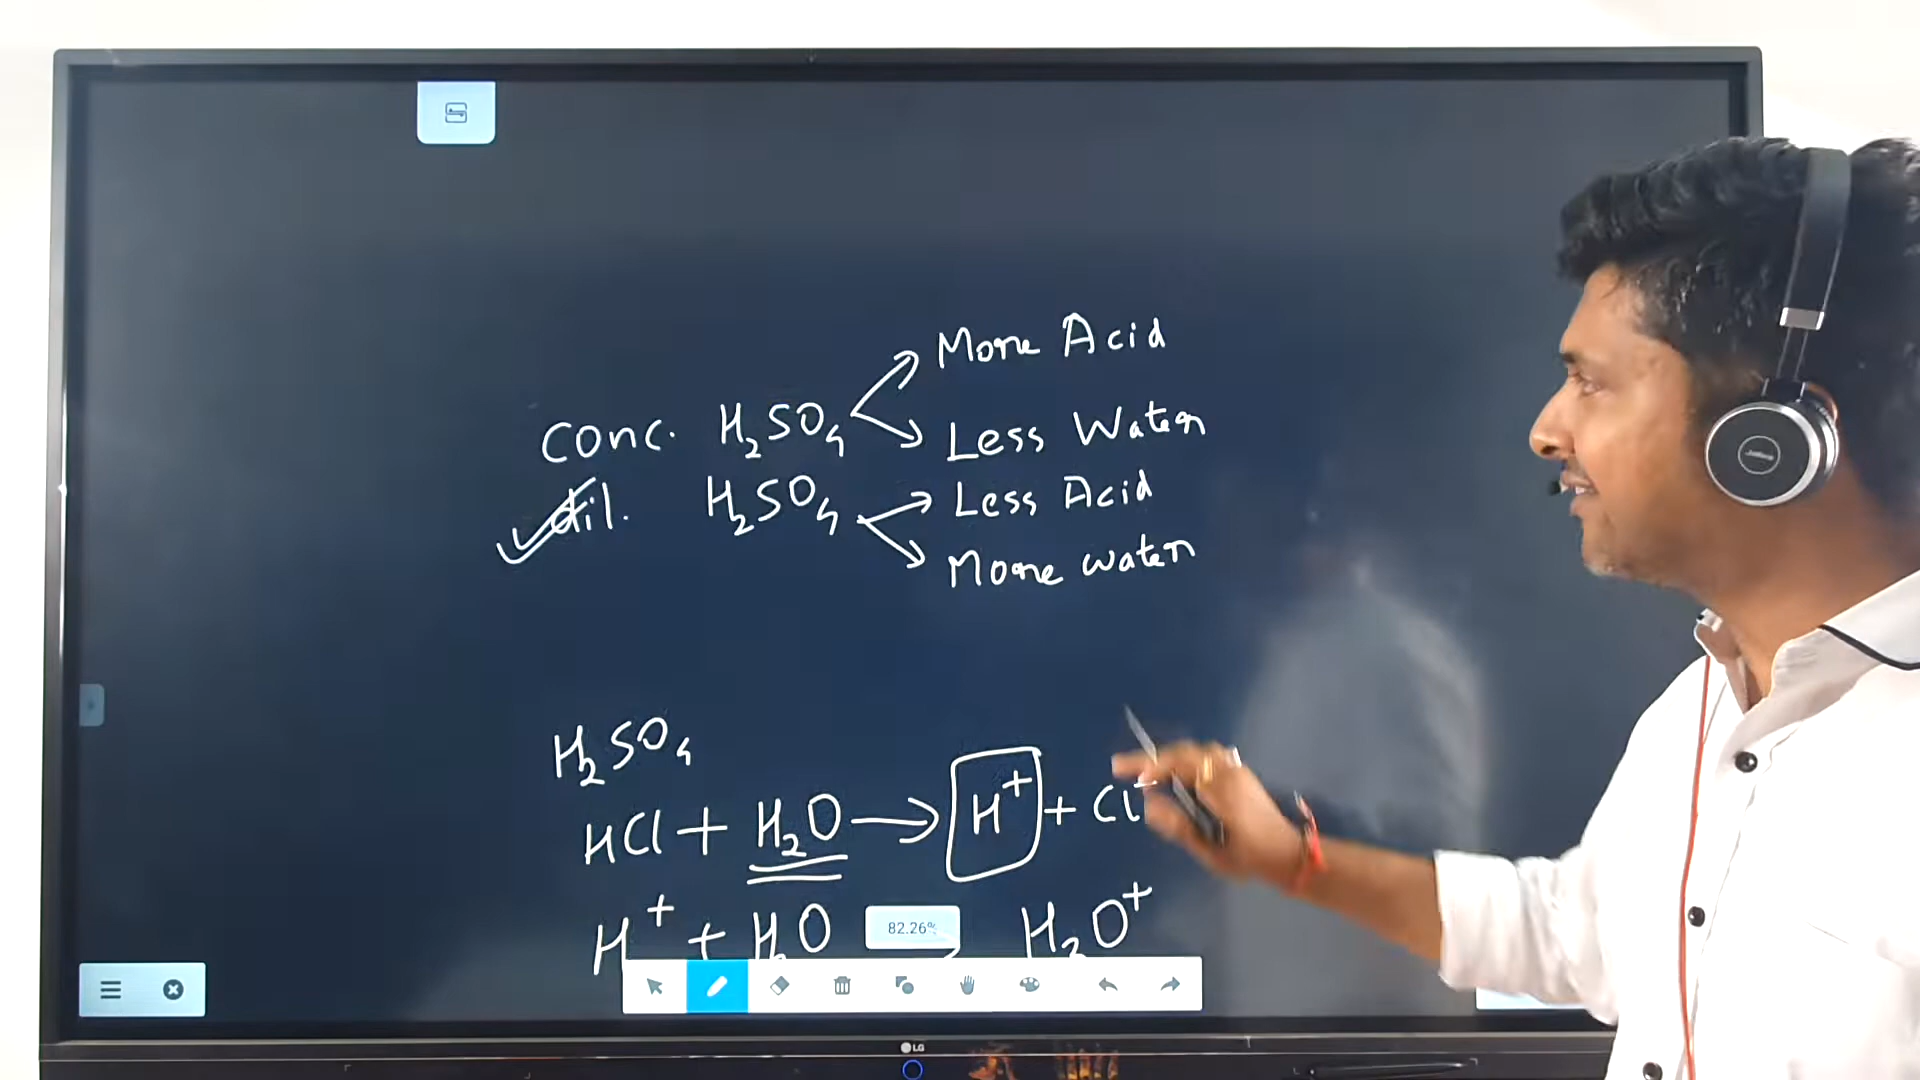 More Acid
Conc. H₂SO₄
Less Water
dil. H₂SO₄
Less Acid
More water
H₂SO₄
HCl + H₂O → H⁺ + Cl⁻
H⁺ + H₂O
82.26%
LG